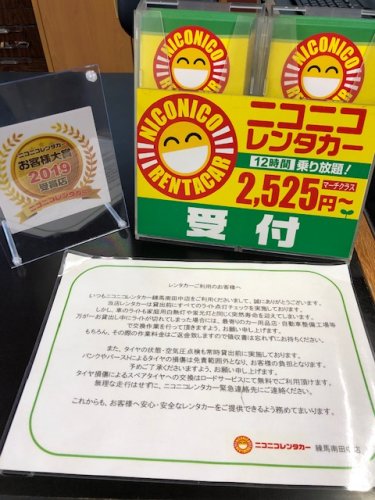 NICONICO
NICONICO
RENTACAR
RENTACAR
NICONICO
RENTACAR
ニコニコ
レンタカー
12時間 乗り放題!
2,525円~
マーチクラス
受付
ニコニコレンタカー
お客様大賞
2019
受賞店
ニコニコレンタカー
レンタカーご利用のお客様へ
いつもニコニコレンタカー練馬南田中店をご利用くださいまして、誠にありがとうございます。
当店レンタカーは貸出前にすべてのライト点灯チェックを実施しております。
しかし、車のライトも家庭用白熱灯や蛍光灯と同じく突然寿命を迎えてしまいます。
万が一お貸出し中にライトが切れてしまった場合には、最寄りのカー用品店・自動車整備工場等
で交換作業を行って頂きますよう、お願い申し上げます。
もちろん、その際の作業料金はご返金致しますので領収書は忘れずにお持ちください。
また、タイヤの状態・空気圧点検も常時貸出前に実施しております。
パンクやバーストによるタイヤの損傷は免責範囲外となり、お客様の負担となります。
予めご了承くださいますよう、お願い申し上げます。
タイヤ損傷によるスペアタイヤへの交換はロードサービスにて無料でご利用頂けます。
無理な走行はせずに、ニコニコレンタカー緊急連絡先にご連絡ください。
これからも、お客様へ安心・安全なレンタカーをご提供できるよう務めてまいります。
ニコニコレンタカー 練馬南田中店